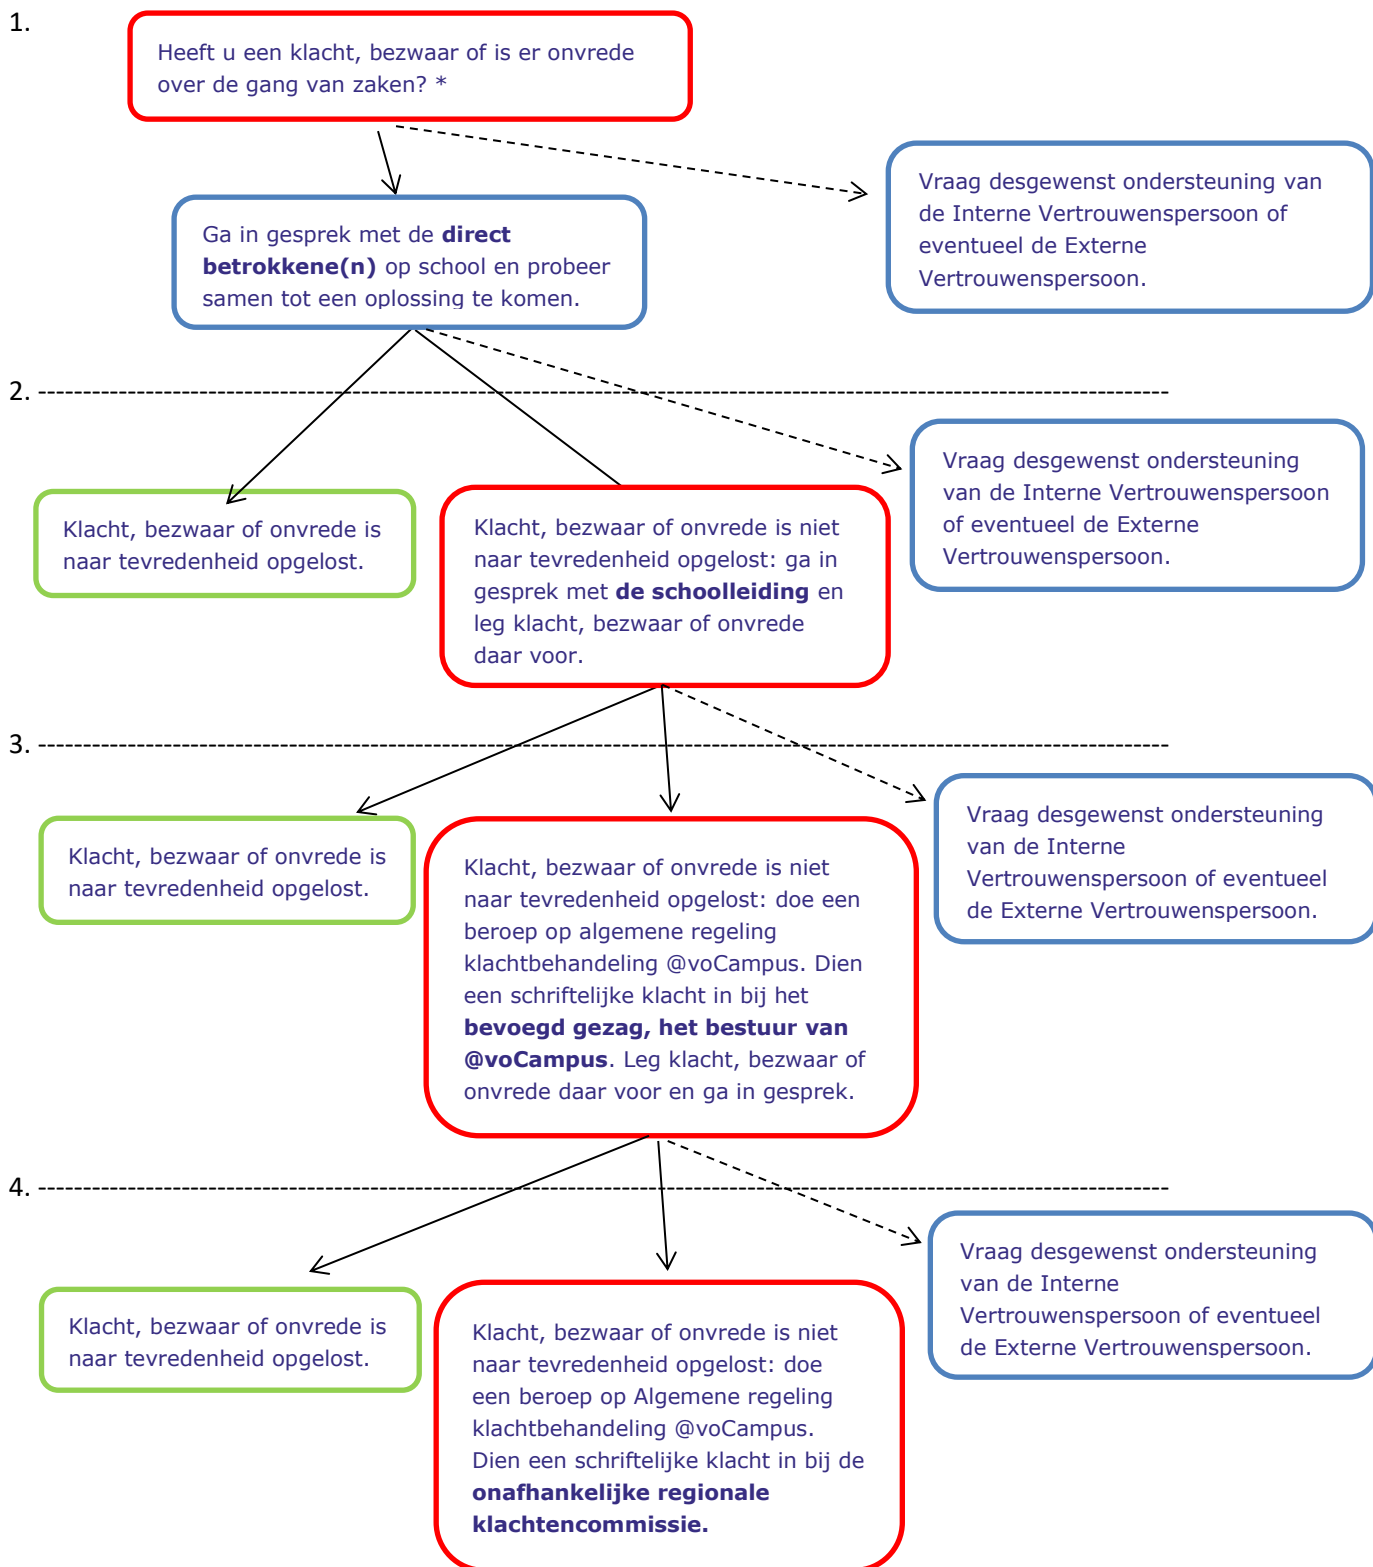 1.
Heeft u een klacht, bezwaar of is er onvrede
over de gang van zaken? *
Vraag desgewenst ondersteuning van
de Interne Vertrouwenspersoon of
eventueel de Externe
Vertrouwenspersoon.
Ga in gesprek met de direct
betrokkene(n) op school en probeer
samen tot een oplossing te komen.
2.
Vraag desgewenst ondersteuning
van de Interne Vertrouwenspersoon
of eventueel de Externe
Vertrouwenspersoon.
Klacht, bezwaar of onvrede is
naar tevredenheid opgelost.
Klacht, bezwaar of onvrede is niet
naar tevredenheid opgelost: ga in
gesprek met de schoolleiding en
leg klacht, bezwaar of onvrede
daar voor.
3.
Vraag desgewenst ondersteuning
van de Interne
Vertrouwenspersoon of eventueel
de Externe Vertrouwenspersoon.
Klacht, bezwaar of onvrede is
naar tevredenheid opgelost.
Klacht, bezwaar of onvrede is niet
naar tevredenheid opgelost: doe een
beroep op algemene regeling
klachtbehandeling @voCampus. Dien
een schriftelijke klacht in bij het
bevoegd gezag, het bestuur van
@voCampus. Leg klacht, bezwaar of
onvrede daar voor en ga in gesprek.
4.
Vraag desgewenst ondersteuning
van de Interne
Vertrouwenspersoon of eventueel
de Externe Vertrouwenspersoon.
Klacht, bezwaar of onvrede is
naar tevredenheid opgelost.
Klacht, bezwaar of onvrede is niet
naar tevredenheid opgelost: doe
een beroep op Algemene regeling
klachtbehandeling @voCampus.
Dien een schriftelijke klacht in bij de
onafhankelijke regionale
klachtencommissie.